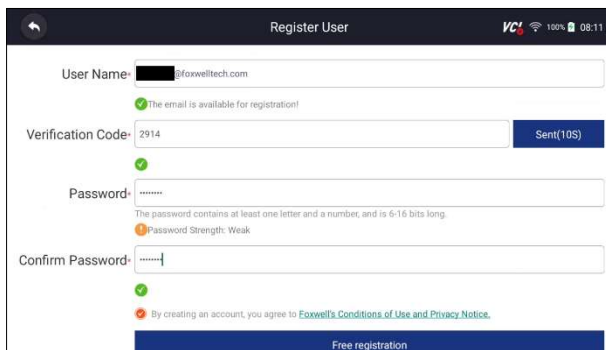 Register User
VCI 100% 08:11
User Name* @foxwelltech.com
The email is available for registration!
Verification Code* 2914 Sent(10S)
Password* ········
The password contains at least one letter and a number, and is 6-16 bits long.
Password Strength: Weak
Confirm Password* ········
By creating an account, you agree to Foxwell's Conditions of Use and Privacy Notice.
Free registration